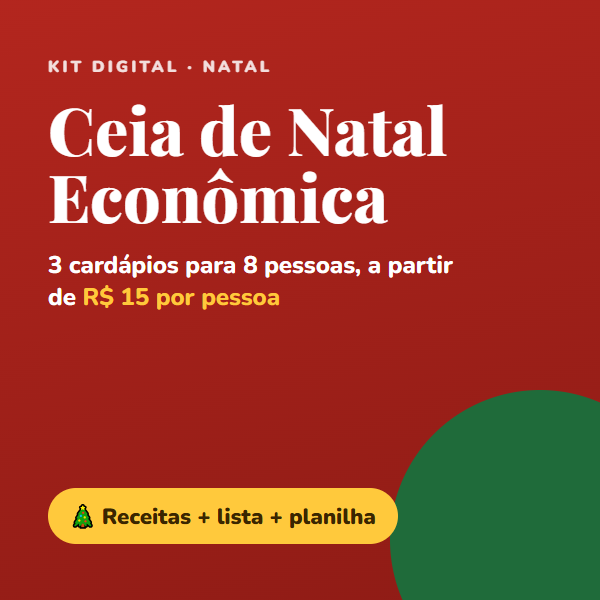 KIT DIGITAL · NATAL
Ceia de Natal
Econômica
3 cardápios para 8 pessoas, a partir
de R$ 15 por pessoa
🎄 Receitas + lista + planilha